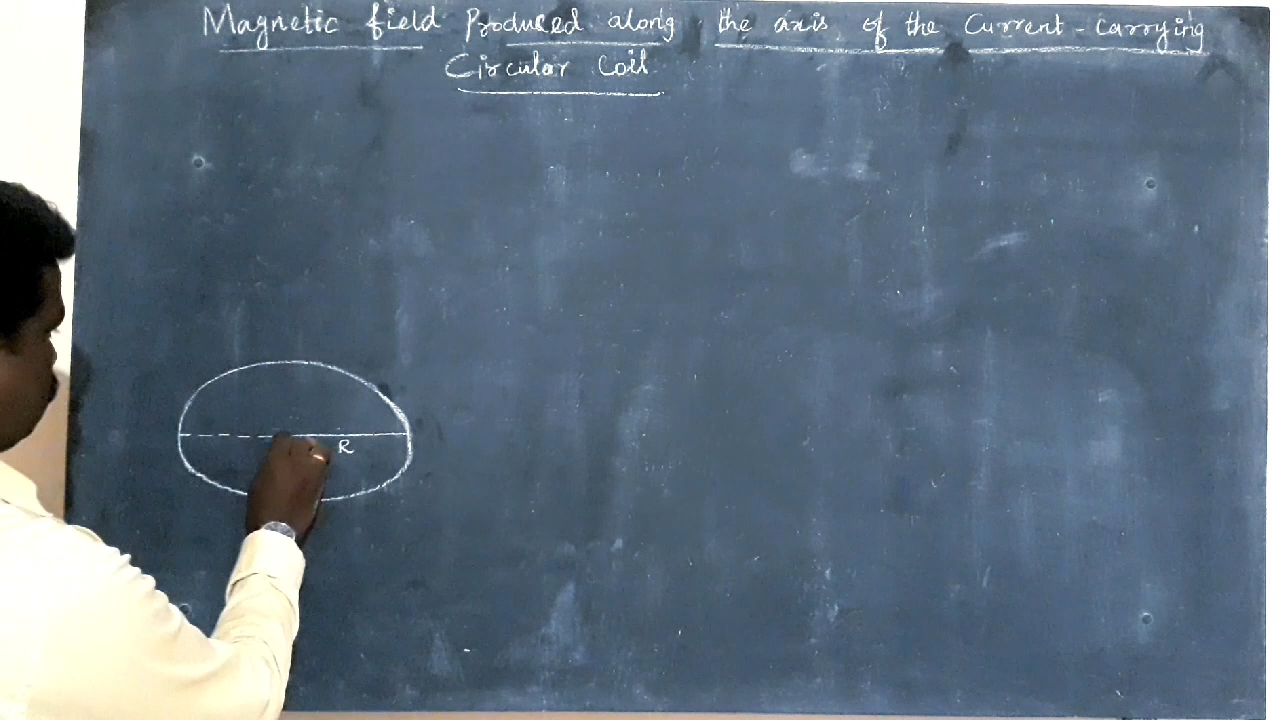 Magnetic field Produced along the axis of the Current-Carrying
Circular Coil
R